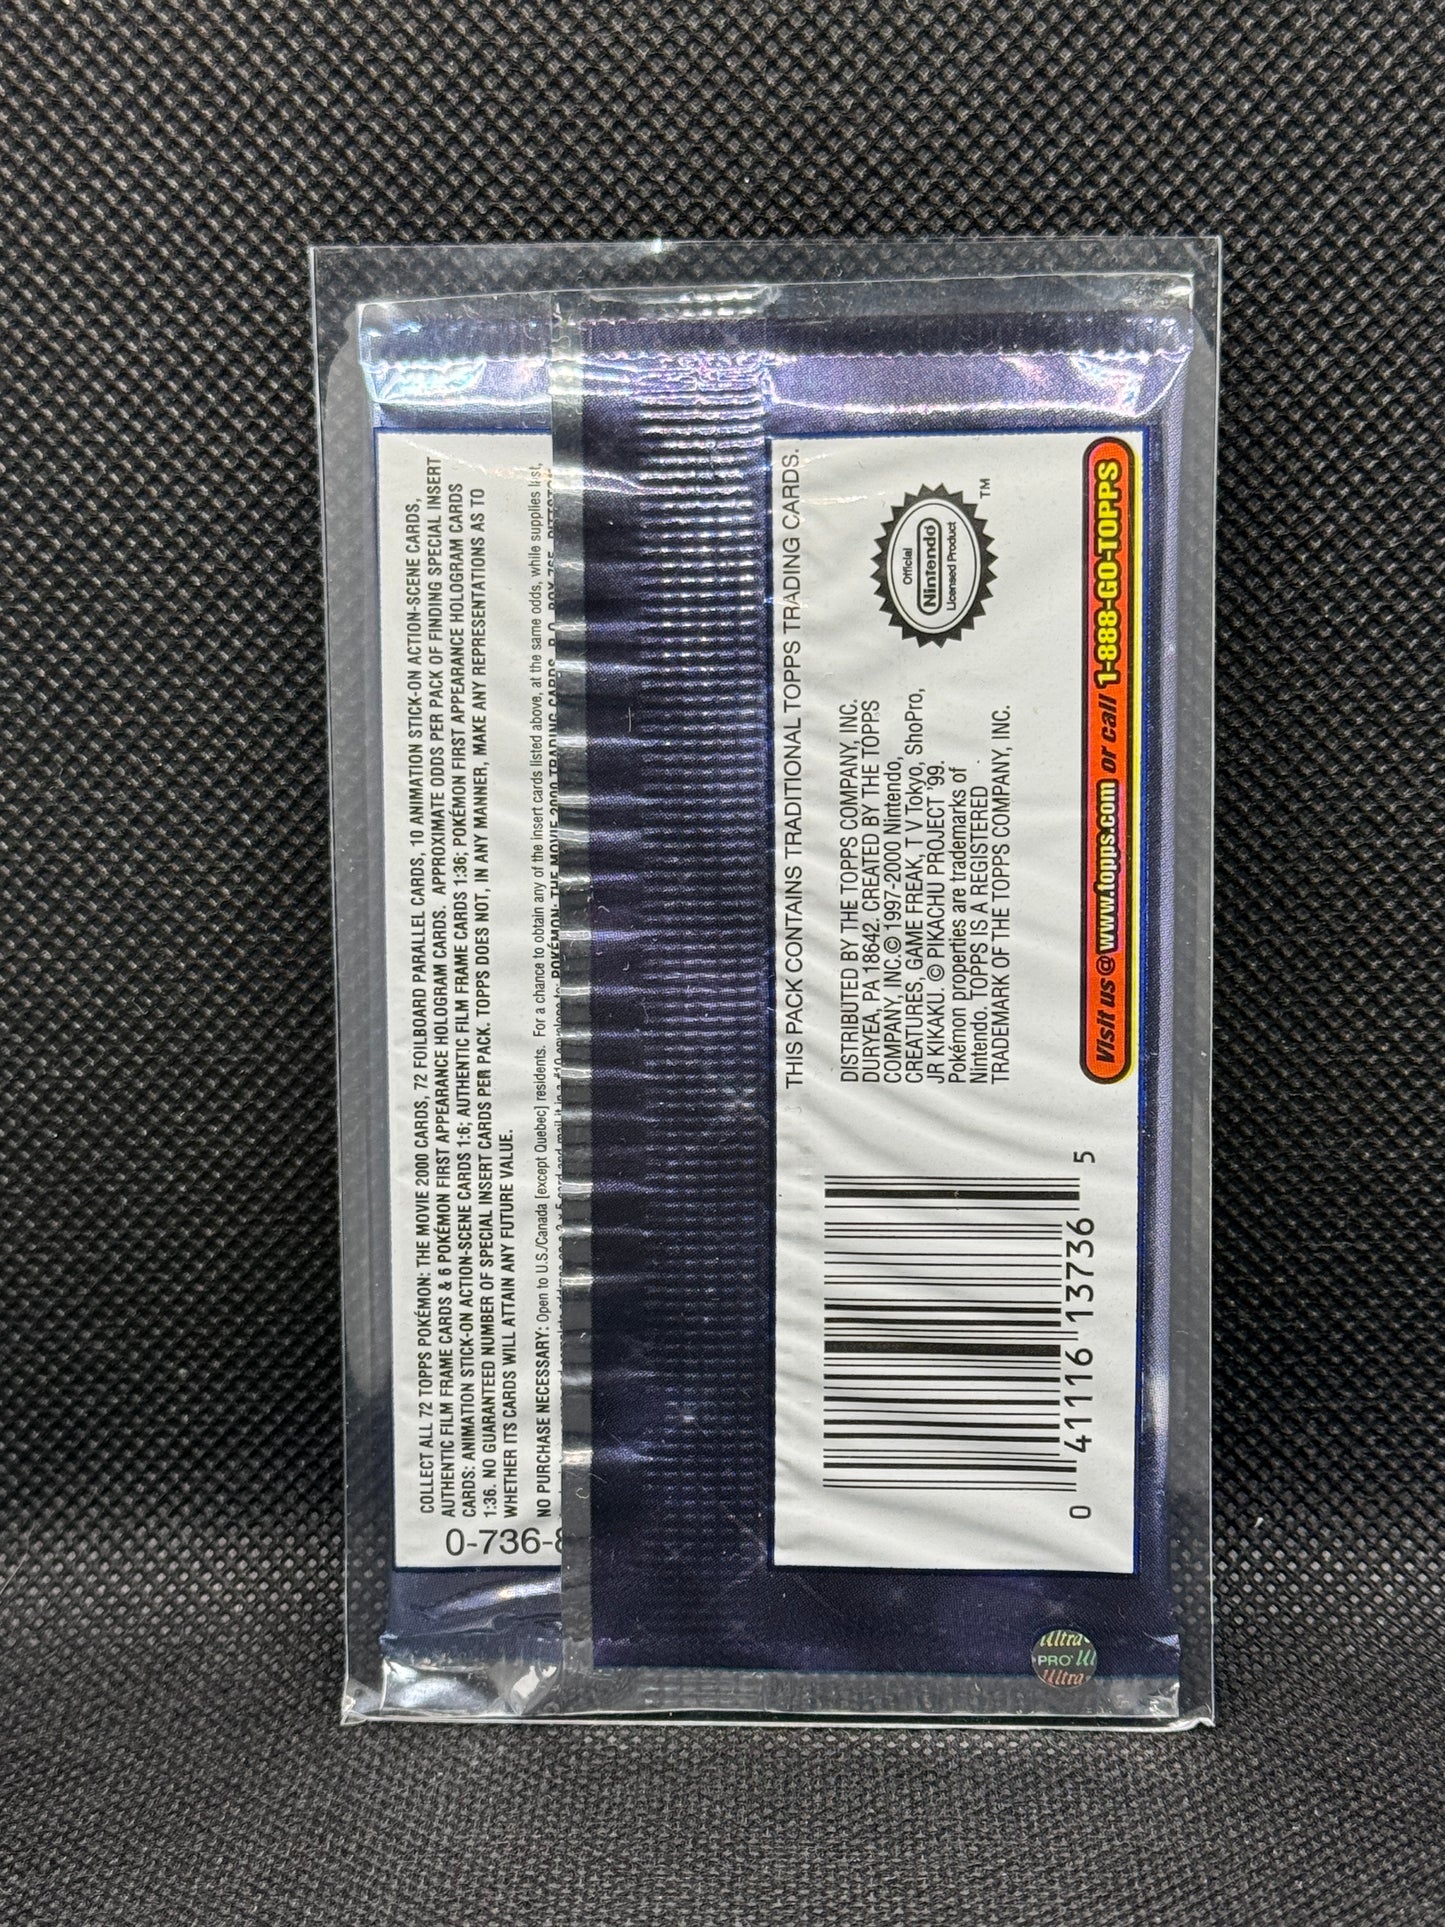 COLLECT ALL 72 TOPPS POKÉMON: THE MOVIE 2000 CARDS, 72 FOILBOARD PARALLEL CARDS, 10 ANIMATION STICK-ON ACTION-SCENE CARDS,
AUTHENTIC FILM FRAME CARDS & 6 POKÉMON FIRST APPEARANCE HOLOGRAM CARDS. APPROXIMATE ODDS PER PACK OF FINDING SPECIAL INSERT
CARDS: ANIMATION STICK-ON ACTION-SCENE CARDS 1:6; AUTHENTIC FILM FRAME CARDS 1:36; POKÉMON FIRST APPEARANCE HOLOGRAM CARDS
1:36. NO GUARANTEED NUMBER OF SPECIAL INSERT CARDS PER PACK. TOPPS DOES NOT, IN ANY MANNER, MAKE ANY REPRESENTATIONS AS TO
WHETHER ITS CARDS WILL ATTAIN ANY FUTURE VALUE.
NO PURCHASE NECESSARY: Open to U.S./Canada [except Quebec] residents. For a chance to obtain any of the insert cards listed above, at the same odds, while supplies last,
POKÉMON: THE MOVIE 2000 TRADING CARDS, P.O. BOX
0-736-8
THIS PACK CONTAINS TRADITIONAL TOPPS TRADING CARDS.
DISTRIBUTED BY THE TOPPS COMPANY, INC.
DURYEA, PA 18642. CREATED BY THE TOPPS
COMPANY, INC.© 1997-2000 Nintendo,
CREATURES, GAME FREAK, T V Tokyo, ShoPro,
JR KIKAKU. © PIKACHU PROJECT '99.
Pokémon properties are trademarks of
Nintendo. TOPPS IS A REGISTERED
TRADEMARK OF THE TOPPS COMPANY, INC.
Official
Nintendo
Licensed Product
TM
Visit us @ www.topps.com or call 1-888-GO-TOPPS
0 41116 13736 5
Ultra
PRO Ul
Ultra